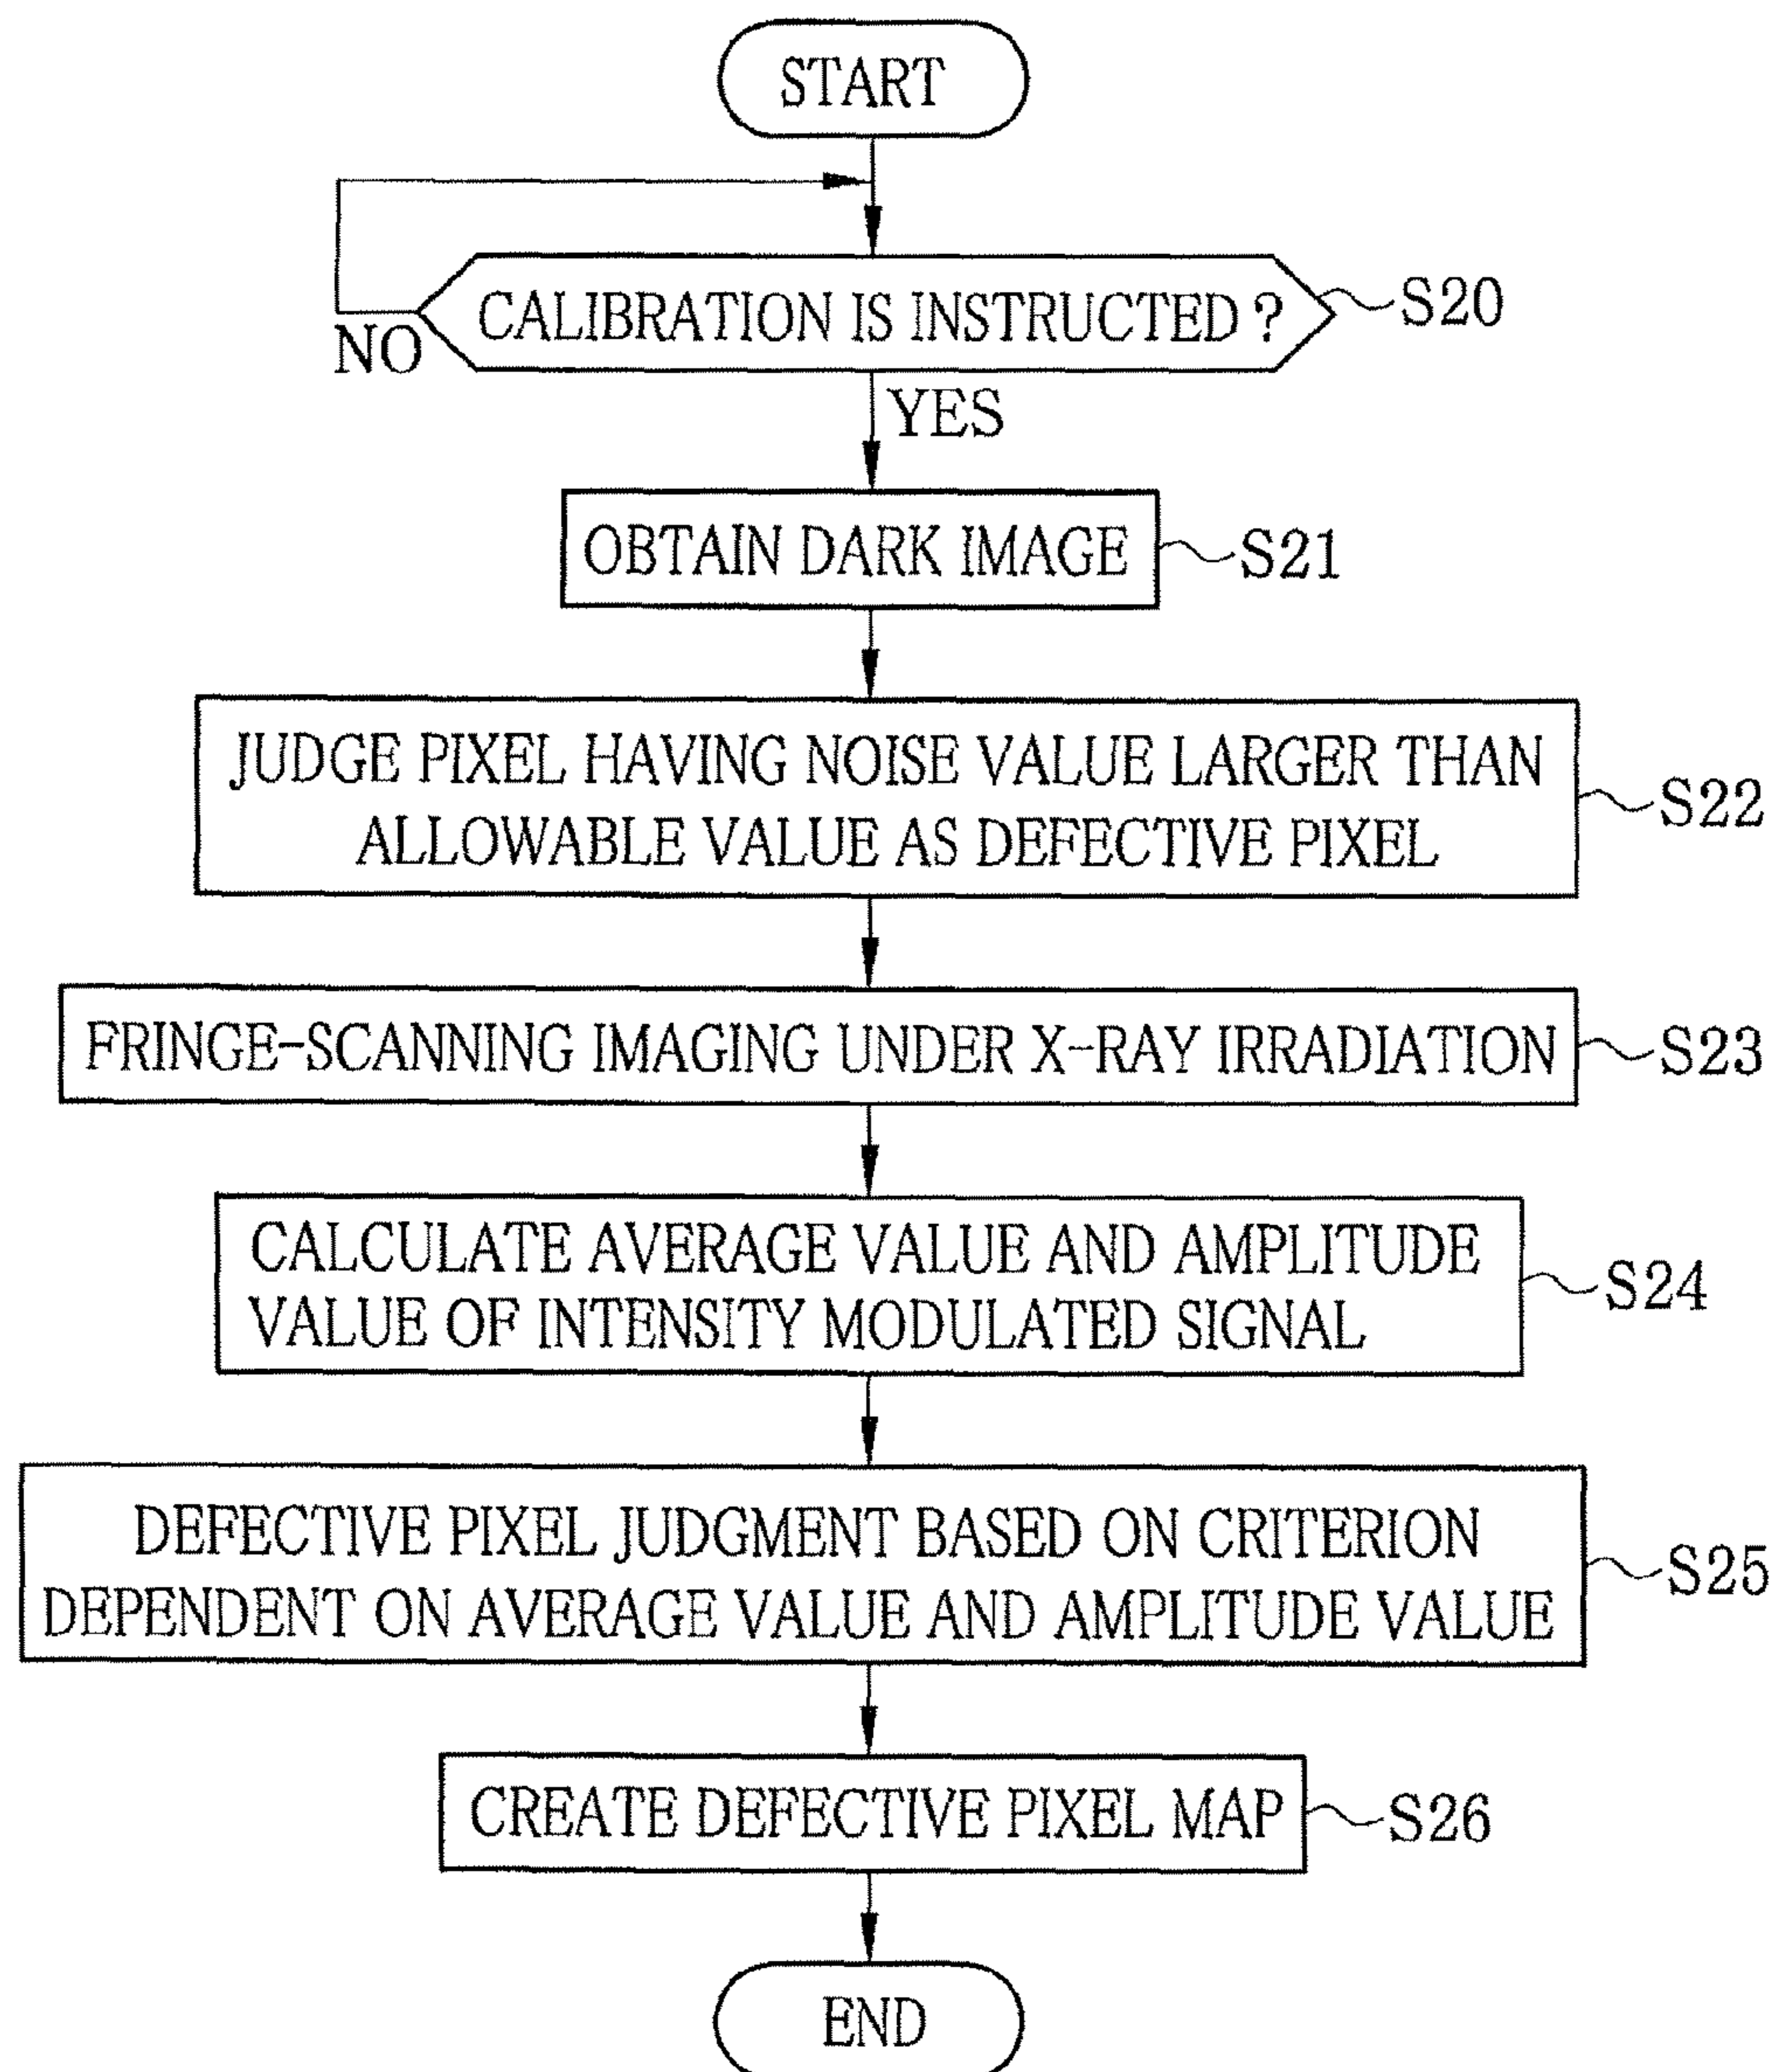 START
CALIBRATION IS INSTRUCTED ?
S20
NO
YES
OBTAIN DARK IMAGE
S21
JUDGE PIXEL HAVING NOISE VALUE LARGER THAN
ALLOWABLE VALUE AS DEFECTIVE PIXEL
S22
FRINGE-SCANNING IMAGING UNDER X-RAY IRRADIATION
S23
CALCULATE AVERAGE VALUE AND AMPLITUDE
VALUE OF INTENSITY MODULATED SIGNAL
S24
DEFECTIVE PIXEL JUDGMENT BASED ON CRITERION
DEPENDENT ON AVERAGE VALUE AND AMPLITUDE VALUE
S25
CREATE DEFECTIVE PIXEL MAP
S26
END